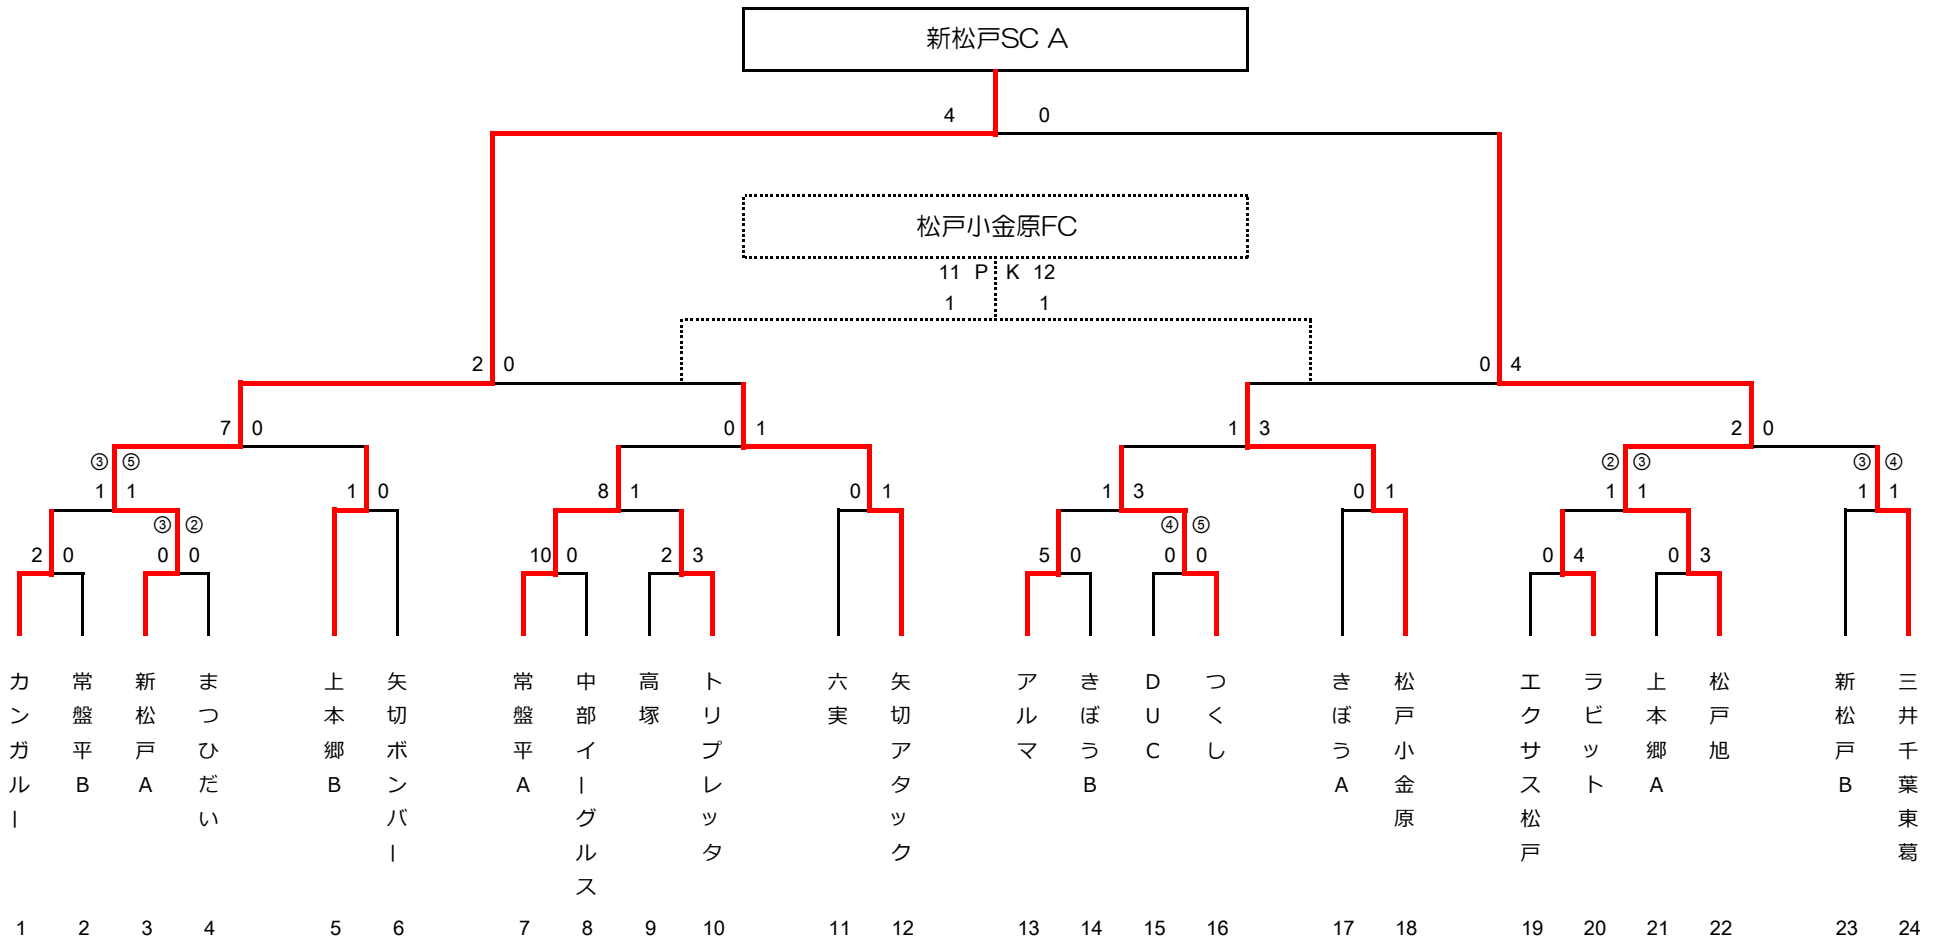 新松戸SC A
4 0
松戸小金原FC
11 P K 12
1 1
2 0 0 4
7 0 0 1 1 3 2 0
③ ⑤ ② ③ ③ ④
1 1 1 0 8 1 0 1 1 3 0 1 1 1 1 1
③ ② ④ ⑤
2 0 0 0 10 0 2 3 5 0 0 0 0 4 0 3
カンガルー
常盤平B
新松戸A
まつひだい
上本郷B
矢切ボンバー
常盤平A
中部イーグルス
高塚
トリプレッタ
六実
矢切アタック
アルマ
きぼうB
DUC
つくし
きぼうA
松戸小金原
エクサス松戸
ラビット
上本郷A
松戸旭
新松戸B
三井千葉東葛
1 2 3 4 5 6 7 8 9 10 11 12 13 14 15 16 17 18 19 20 21 22 23 24